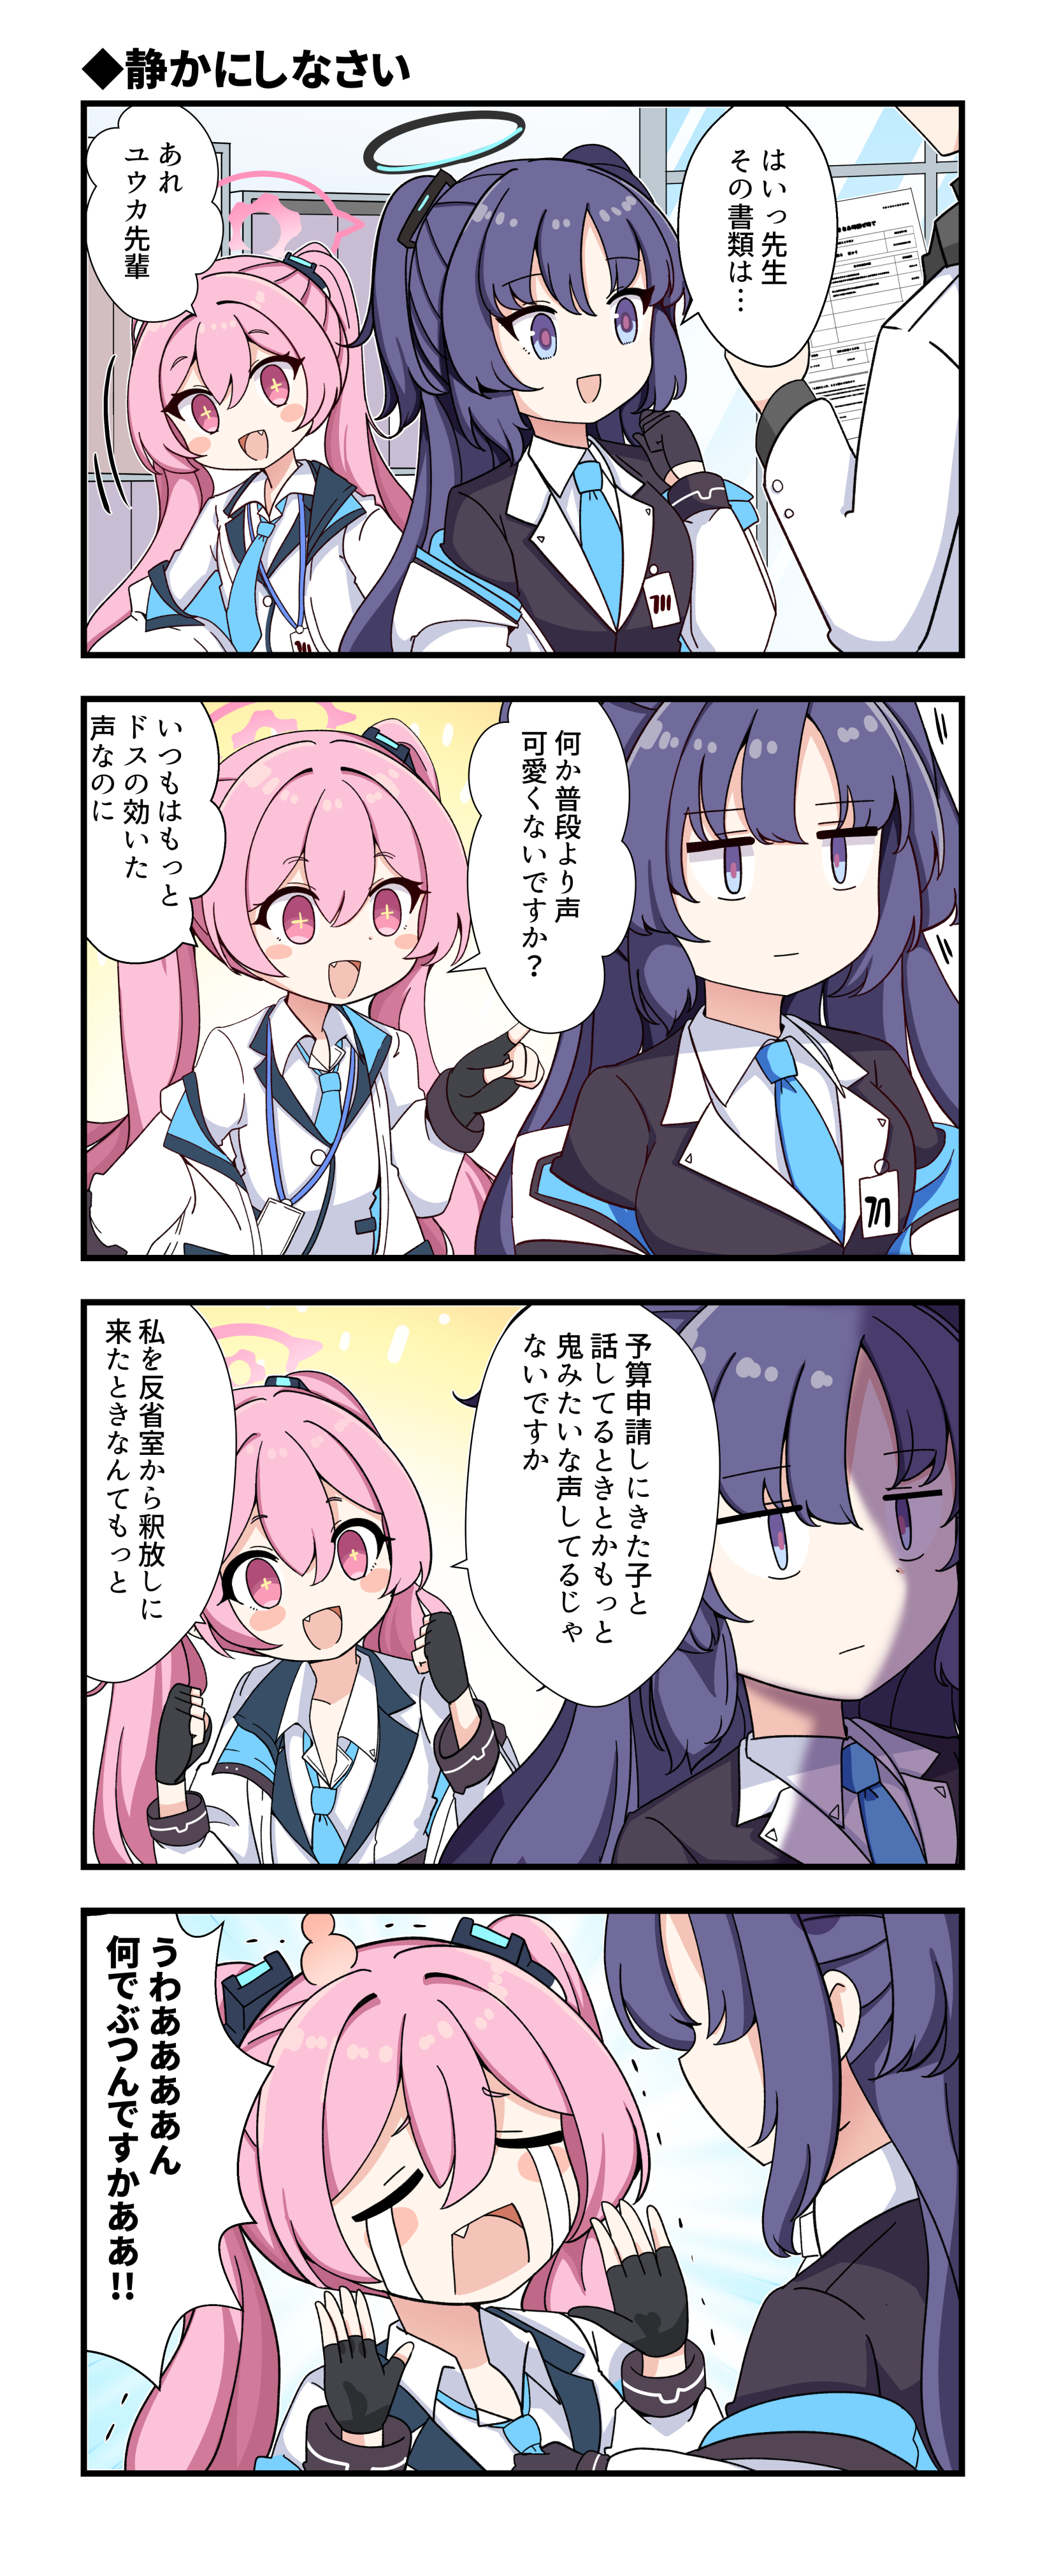 ◆静かにしなさい
はいっ先生
その書類は…
あれ
ユウカ先輩
何か普段より声
可愛くないですか?
いつもはもっと
ドスの効いた
声なのに
予算申請しにきた子と
話してるときとかもっと
鬼みたいな声してるじゃ
ないですか
私を反省室から釈放しに
来たときなんてもっと
うわああああん
何でぶつんですかああ!!